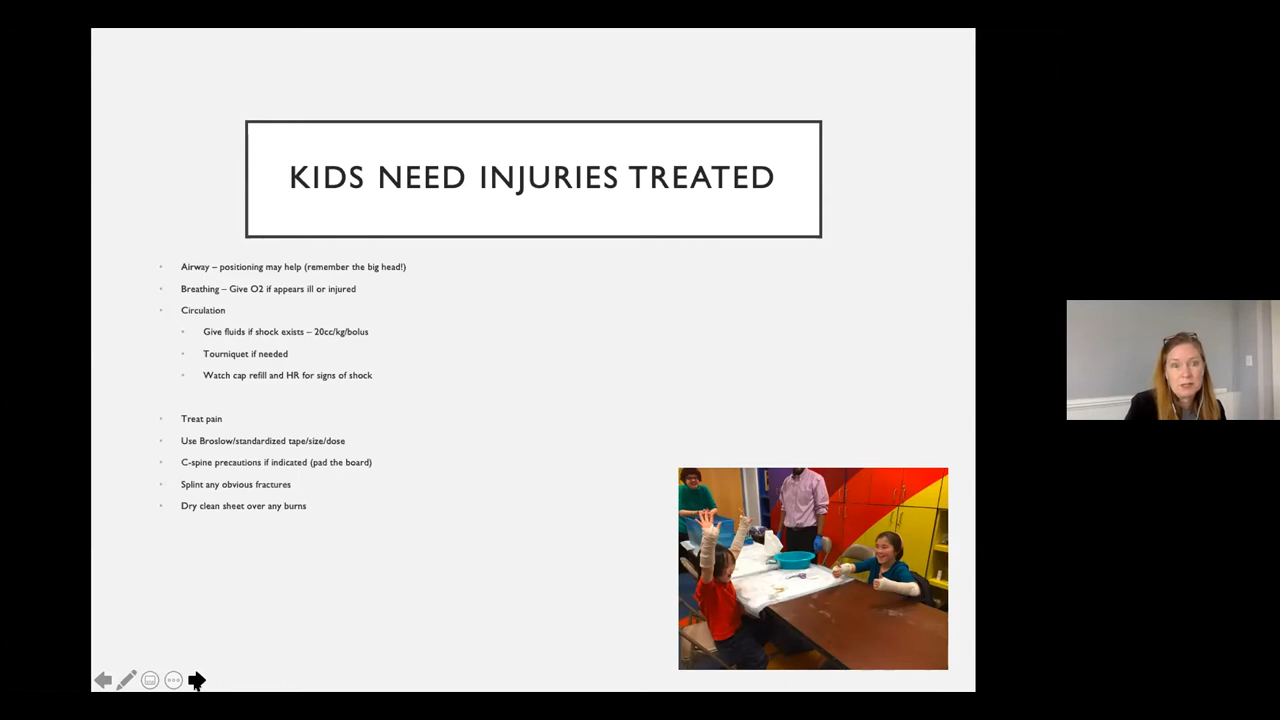 KIDS NEED INJURIES TREATED
Airway – positioning may help (remember the big head!)
Breathing – Give O2 if appears ill or injured
Circulation
Give fluids if shock exists – 20cc/kg/bolus
Tourniquet if needed
Watch cap refill and HR for signs of shock
Treat pain
Use Broslow/standardized tape/size/dose
C-spine precautions if indicated (pad the board)
Splint any obvious fractures
Dry clean sheet over any burns